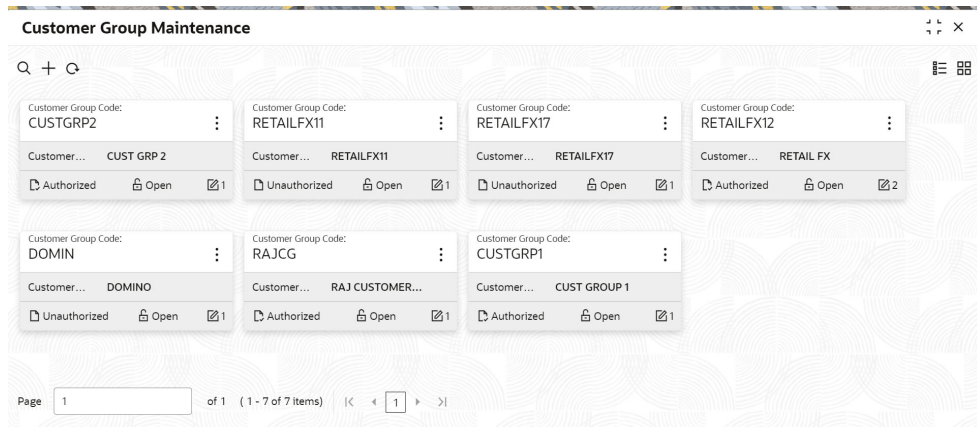 Customer Group Maintenance
Customer Group Code:
CUSTGRP2
Customer... CUST GRP 2
Authorized Open 1
Customer Group Code:
RETAILFX11
Customer... RETAILFX11
Unauthorized Open 1
Customer Group Code:
RETAILFX17
Customer... RETAILFX17
Unauthorized Open 1
Customer Group Code:
RETAILFX12
Customer... RETAIL FX
Authorized Open 2
Customer Group Code:
DOMIN
Customer... DOMINO
Unauthorized Open 1
Customer Group Code:
RAJCG
Customer... RAJ CUSTOMER...
Authorized Open 1
Customer Group Code:
CUSTGRP1
Customer... CUST GROUP 1
Authorized Open 1
Page 1 of 1 ( 1 - 7 of 7 items) 1